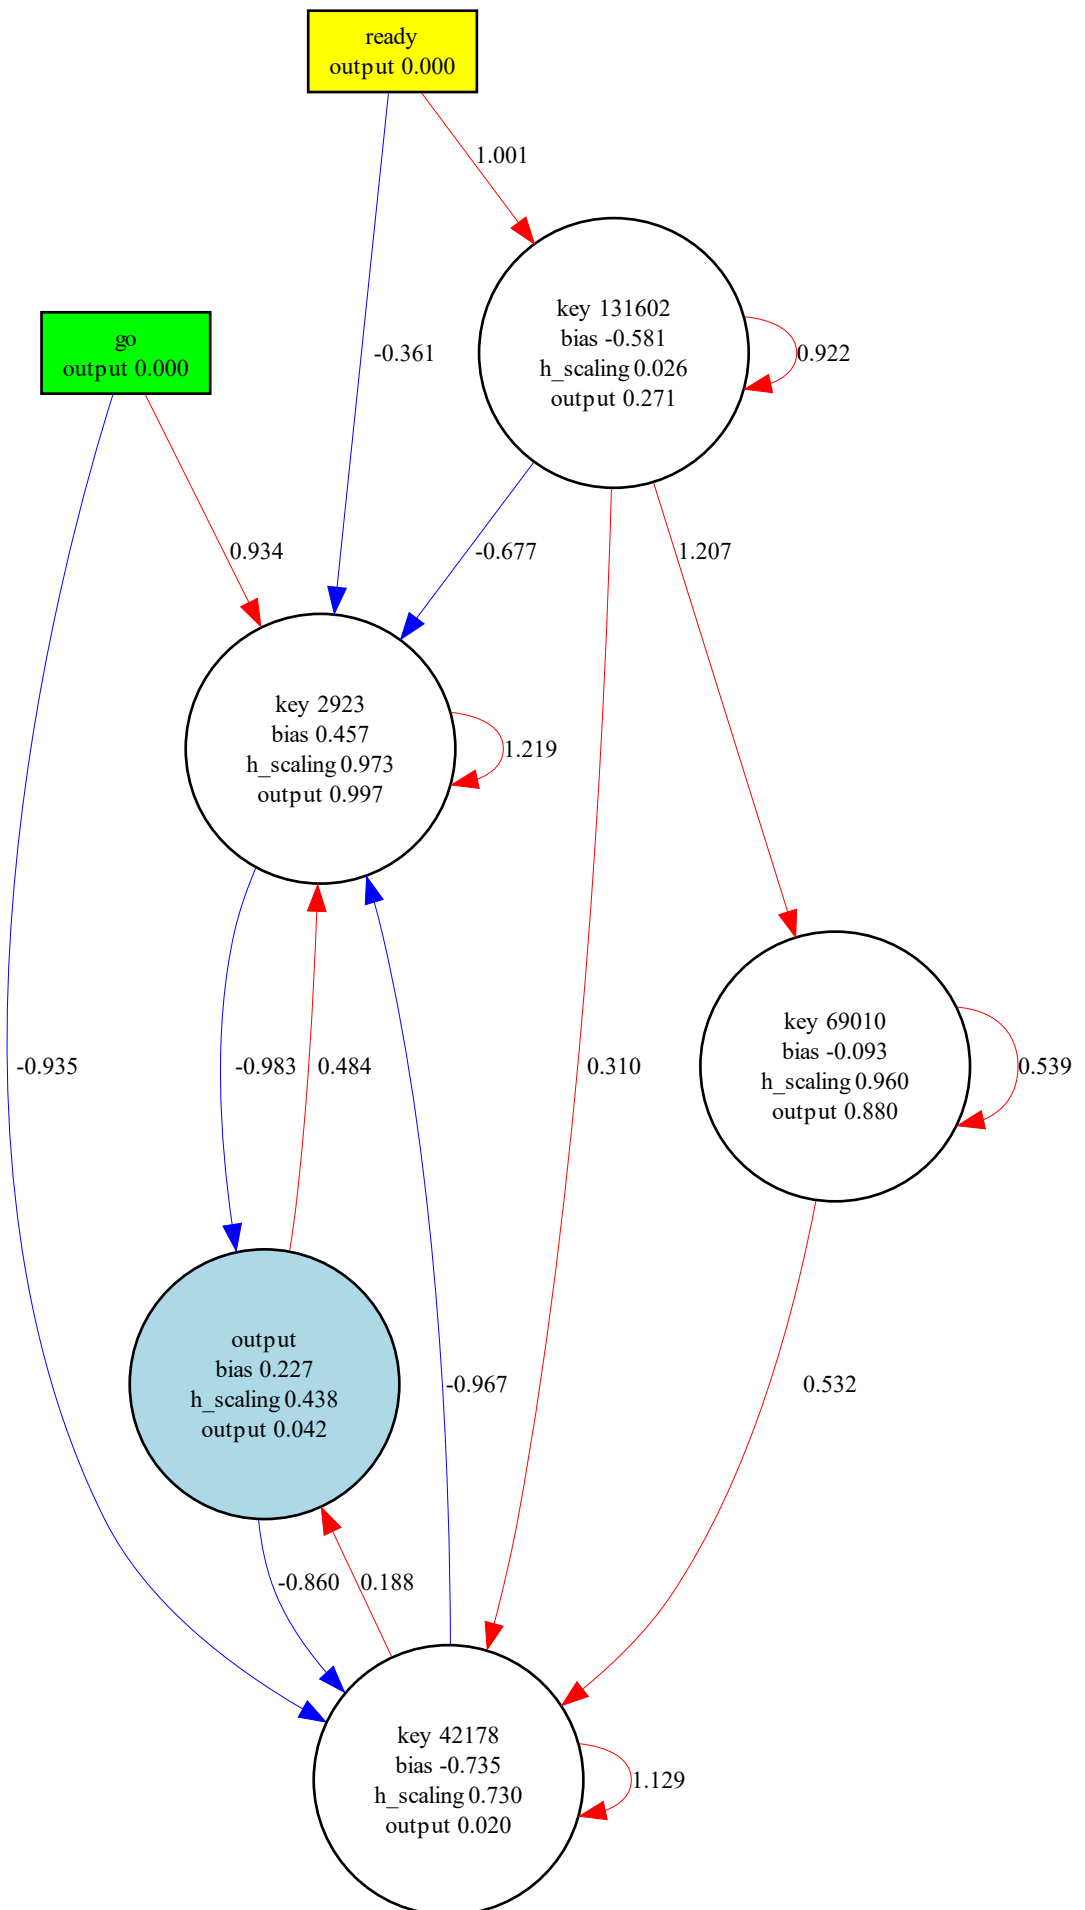 ready
output 0.000
1.001
key 131602
bias -0.581
h_scaling 0.026
output 0.271
0.922
go
output 0.000
-0.361
0.934
-0.677
1.207
key 2923
bias 0.457
h_scaling 0.973
output 0.997
1.219
key 69010
bias -0.093
h_scaling 0.960
output 0.880
0.539
-0.935
-0.983
0.484
0.310
output
bias 0.227
h_scaling 0.438
output 0.042
-0.967
0.532
-0.860
0.188
key 42178
bias -0.735
h_scaling 0.730
output 0.020
1.129